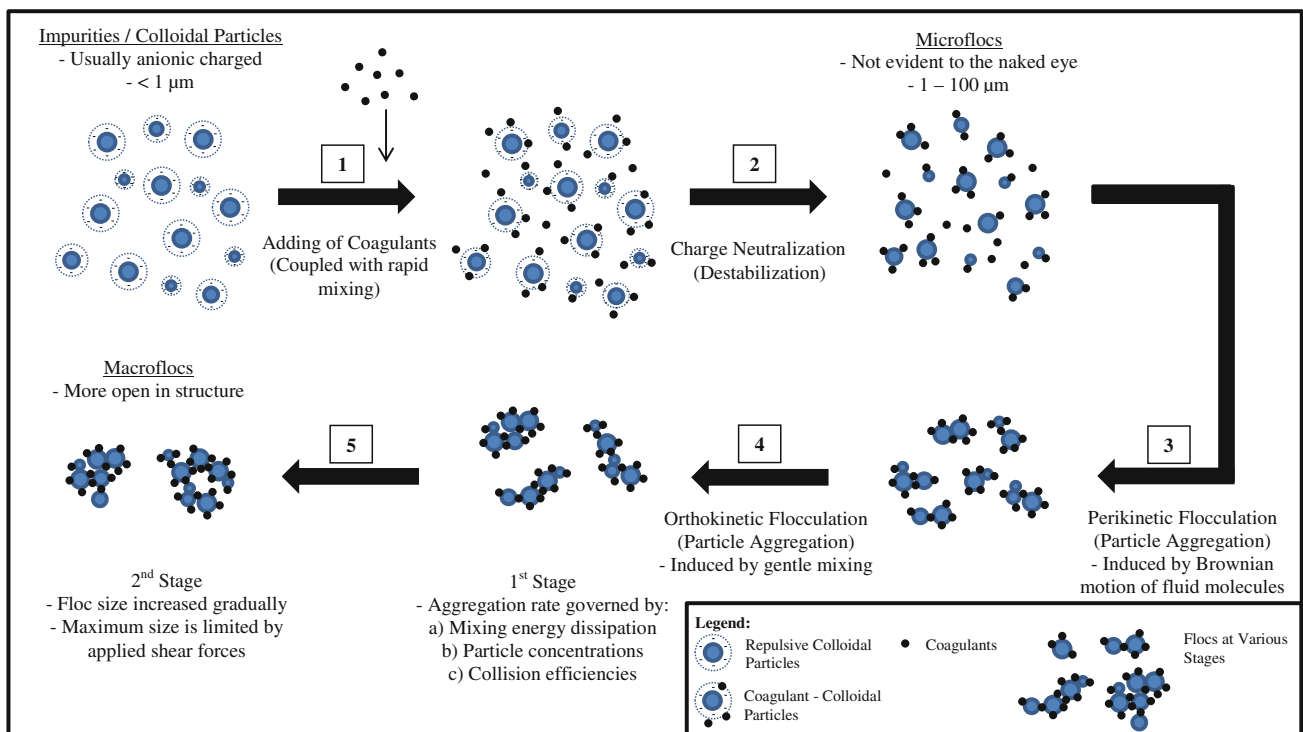 Impurities / Colloidal Particles
- Usually anionic charged
- < 1 µm
1
Adding of Coagulants
(Coupled with rapid
mixing)
2
Charge Neutralization
(Destabilization)
Microflocs
- Not evident to the naked eye
- 1 – 100 µm
3
Perikinetic Flocculation
(Particle Aggregation)
- Induced by Brownian
motion of fluid molecules
4
Orthokinetic Flocculation
(Particle Aggregation)
- Induced by gentle mixing
1st Stage
- Aggregation rate governed by:
a) Mixing energy dissipation
b) Particle concentrations
c) Collision efficiencies
5
Macroflocs
- More open in structure
2nd Stage
- Floc size increased gradually
- Maximum size is limited by
applied shear forces
Legend:
Repulsive Colloidal
Particles
Coagulant - Colloidal
Particles
Coagulants
Flocs at Various
Stages